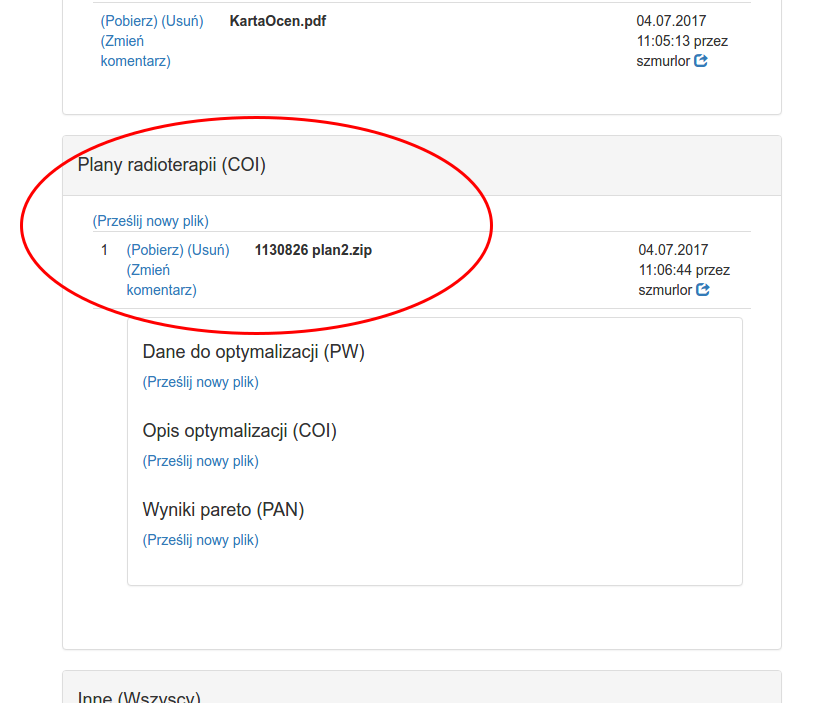 (Pobierz) (Usuń) KartaOcen.pdf 04.07.2017
(Zmień 11:05:13 przez
komentarz) szmurlor
Plany radioterapii (COI)
(Prześlij nowy plik)
1 (Pobierz) (Usuń) 1130826 plan2.zip 04.07.2017
(Zmień 11:06:44 przez
komentarz) szmurlor
Dane do optymalizacji (PW)
(Prześlij nowy plik)
Opis optymalizacji (COI)
(Prześlij nowy plik)
Wyniki pareto (PAN)
(Prześlij nowy plik)
Inne (Wszyscy)